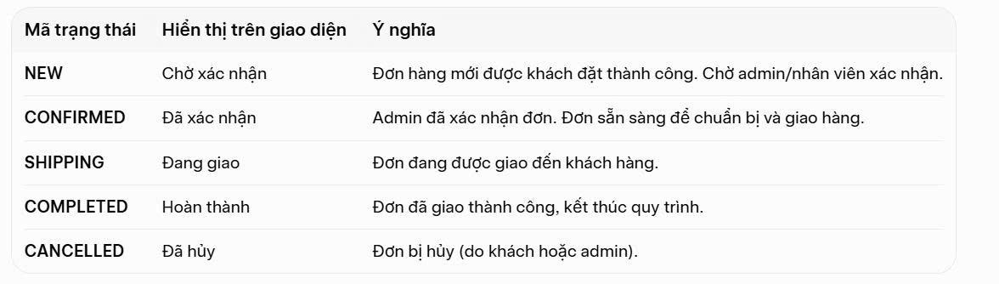 Mã trạng thái Hiển thị trên giao diện Ý nghĩa
NEW Chờ xác nhận Đơn hàng mới được khách đặt thành công. Chờ admin/nhân viên xác nhận.
CONFIRMED Đã xác nhận Admin đã xác nhận đơn. Đơn sẵn sàng để chuẩn bị và giao hàng.
SHIPPING Đang giao Đơn đang được giao đến khách hàng.
COMPLETED Hoàn thành Đơn đã giao thành công, kết thúc quy trình.
CANCELLED Đã hủy Đơn bị hủy (do khách hoặc admin).